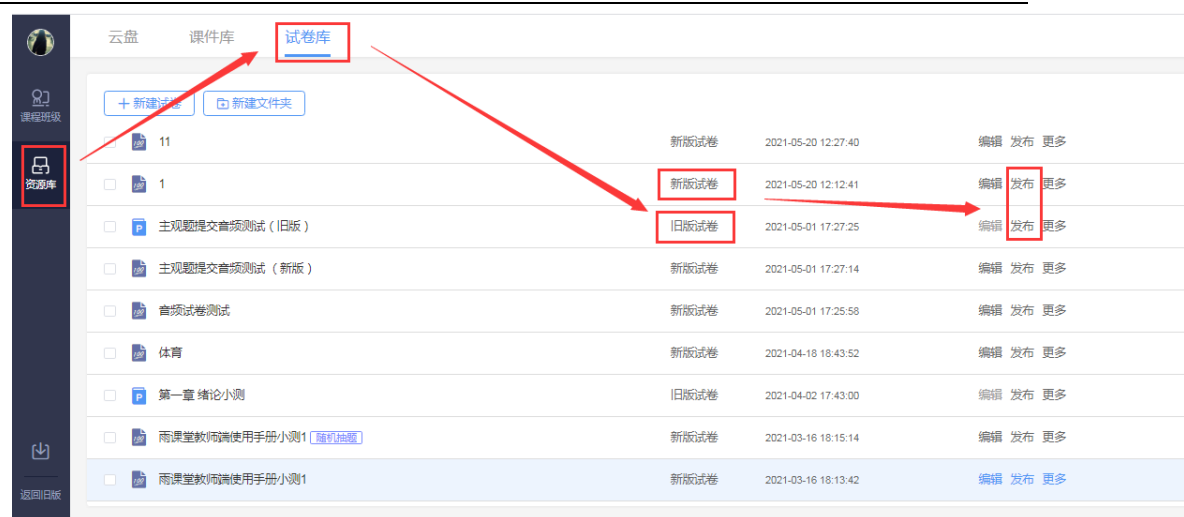 云盘 课件库 试卷库
课程班级
资源库
返回旧版
+ 新建试卷 新建文件夹
11 新版试卷 2021-05-20 12:27:40 编辑 发布 更多
1 新版试卷 2021-05-20 12:12:41 编辑 发布 更多
主观题提交音频测试（旧版） 旧版试卷 2021-05-01 17:27:25 编辑 发布 更多
主观题提交音频测试 （新版） 新版试卷 2021-05-01 17:27:14 编辑 发布 更多
音频试卷测试 新版试卷 2021-05-01 17:25:58 编辑 发布 更多
体育 新版试卷 2021-04-18 18:43:52 编辑 发布 更多
第一章 绪论小测 旧版试卷 2021-04-02 17:43:00 编辑 发布 更多
雨课堂教师端使用手册小测1 随机抽题 新版试卷 2021-03-16 18:15:14 编辑 发布 更多
雨课堂教师端使用手册小测1 新版试卷 2021-03-16 18:13:42 编辑 发布 更多